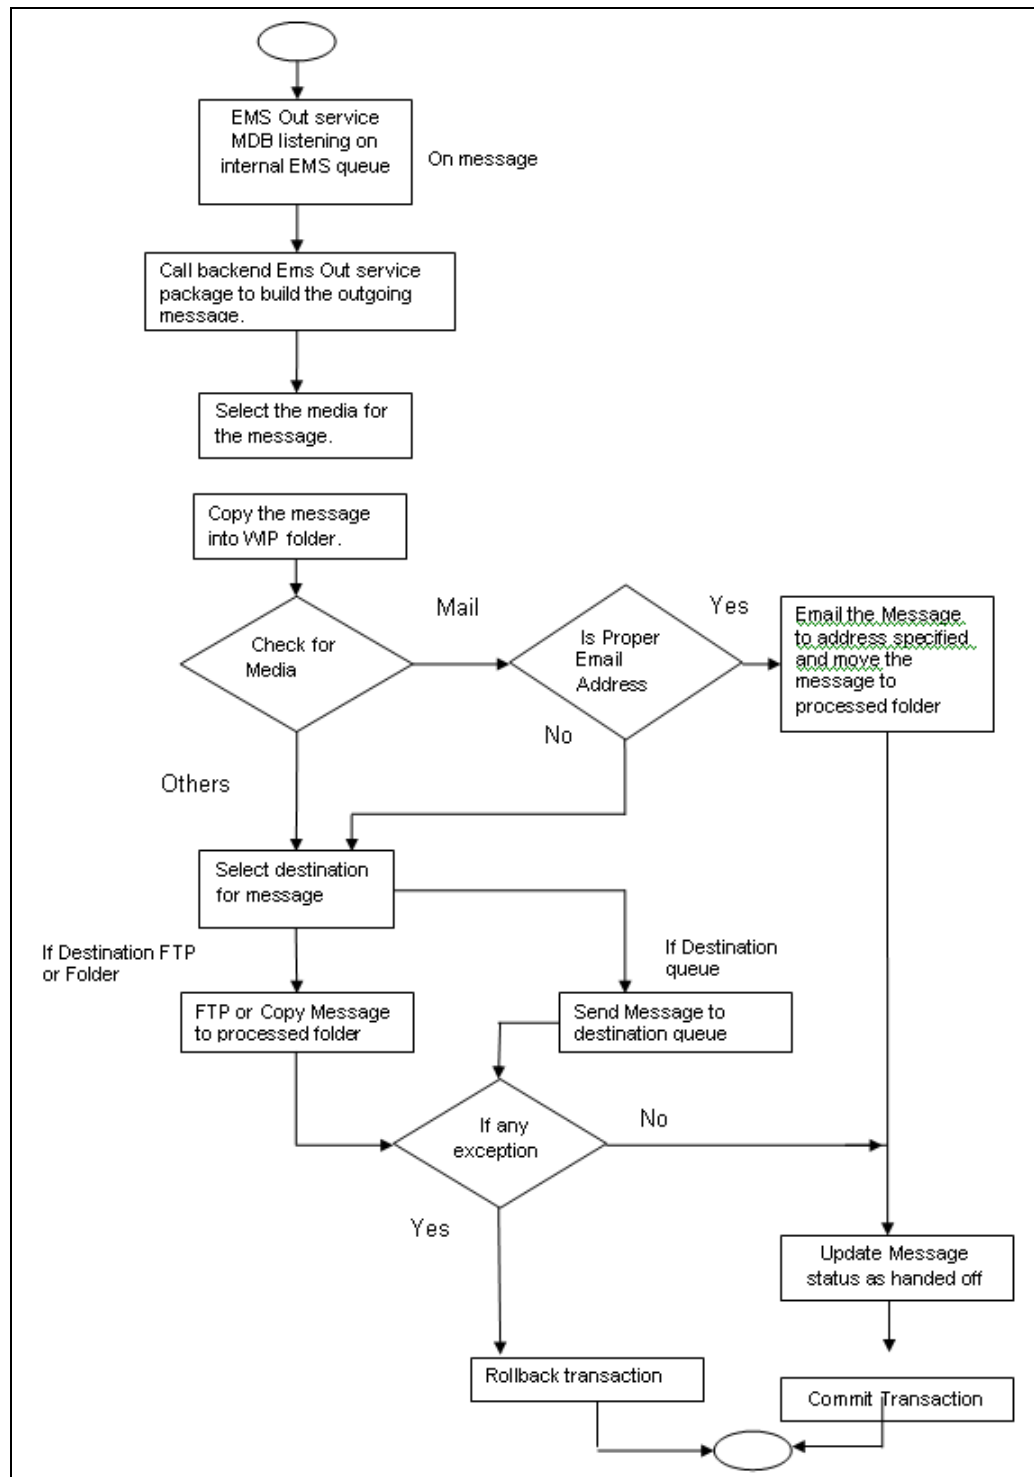 EMS Out service
MDB listening on
internal EMS queue
On message
Call backend Ems Out service
package to build the outgoing
message.
Select the media for
the message.
Copy the message
into WIP folder.
Check for
Media
Mail
Is Proper
Email
Address
Yes
Email the Message
to address specified
and move the
message to
processed folder
No
Others
Select destination
for message
If Destination FTP
or Folder
If Destination
queue
FTP or Copy Message
to processed folder
Send Message to
destination queue
If any
exception
No
Yes
Update Message
status as handed off
Rollback transaction
Commit Transaction